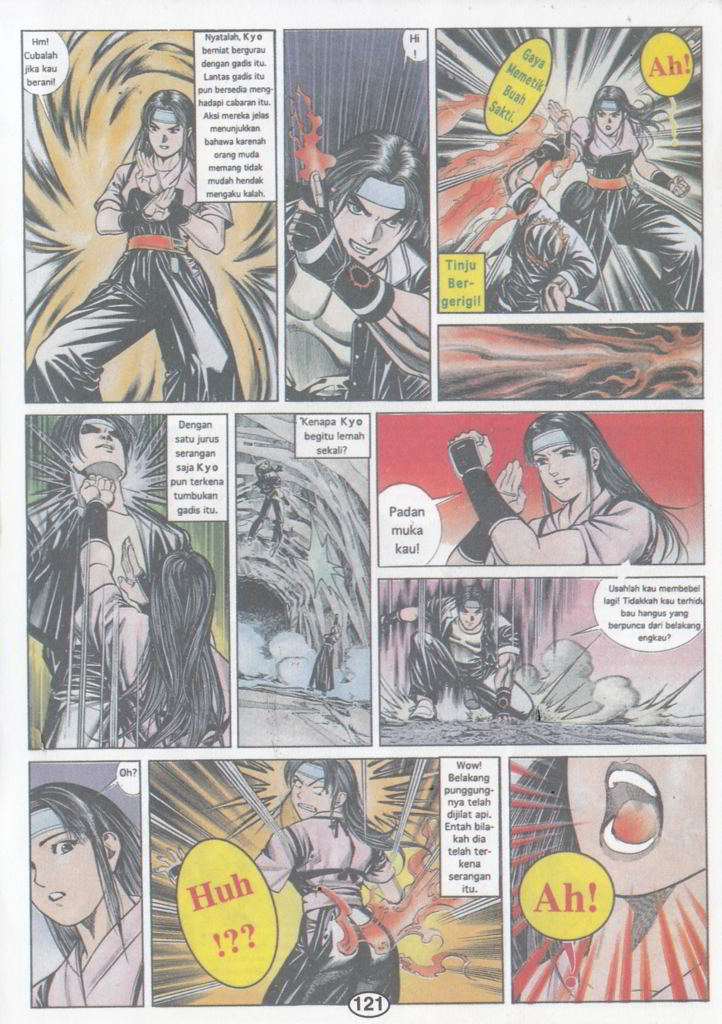 Hm!
Cubalah
jika kau
berani!
Nyatalah, Kyo
berniat bergurau
dengan gadis itu.
Lantas gadis itu
pun bersedia meng-
hadapi cabaran itu.
Aksi mereka jelas
menunjukkan
bahawa karenah
orang muda
memang tidak
mudah hendak
mengaku kalah.
Hi
!
Gaya
Memetik
Buah
Sakti.
Ah!
Tinju
Ber-
gerigi!
Dengan
satu jurus
serangan
saja Kyo
pun terkena
tumbukan
gadis itu.
'Kenapa Kyo
begitu lemah
sekali?
Padan
muka
kau!
Usahlah kau membebel
lagi! Tidakkah kau terhidu
bau hangus yang
berpunca dari belakang
engkau?
Oh?
Huh
!??
Wow!
Belakang
punggung-
nya telah
dijilat api.
Entah bila-
kah dia
telah ter-
kena
serangan
itu.
Ah!
!
121